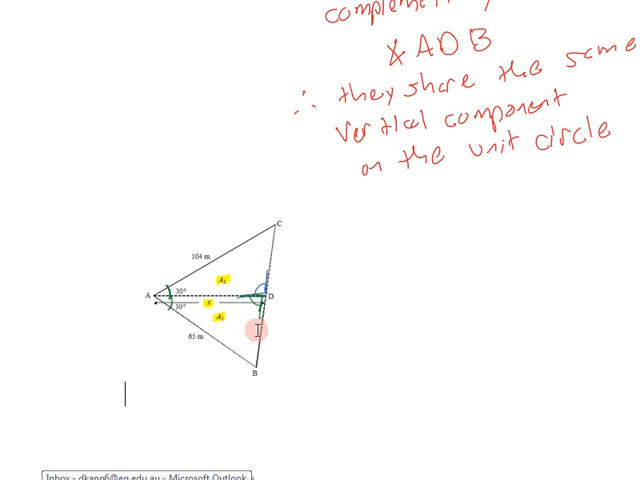 & ADB
∴ they share the same
vertical component
on the unit circle
C
104 m
A₂
A
30°
D
x
30°
A₁
65 m
B
Inbox - dkapp6@eq.edu.au - Microsoft Outlook